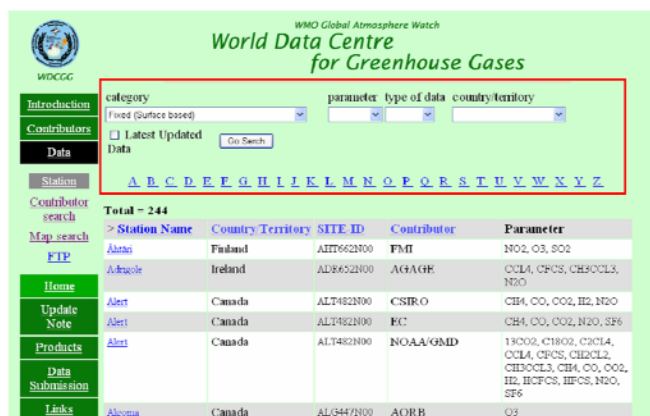 WMO Global Atmosphere Watch
World Data Centre
for Greenhouse Gases
WDCGG
Introduction
Contributors
Data
Station
Contributor
search
Map search
FTP
Home
Update
Note
Products
Data
Submission
Links
category parameter type of data country/territory
Fixed (Surface based)
Latest Updated
Data
Go Serch
A B C D E F G H I J K L M N O P Q R S T U V W X Y Z
Total = 244
> Station Name Country/Territory SITE-ID Contributor Parameter
Ähtäri Finland AHT662N00 FMI NO2, O3, SO2
Adrigole Ireland ADR652N00 AGAGE CCL4, CFCS, CH3CCL3,
N2O
Alert Canada ALT482N00 CSIRO CH4, CO, CO2, H2, N2O
Alert Canada ALT482N00 EC CH4, CO, CO2, N2O, SF6
Alert Canada ALT482N00 NOAA/GMD 13CO2, C18O2, C2CL4,
CCL4, CFCS, CH2CL2,
CH3CCL3, CH4, CO, CO2,
H2, HCFCS, HFCS, N2O,
SF6
Algoma Canada ALG447N00 AQRB O3